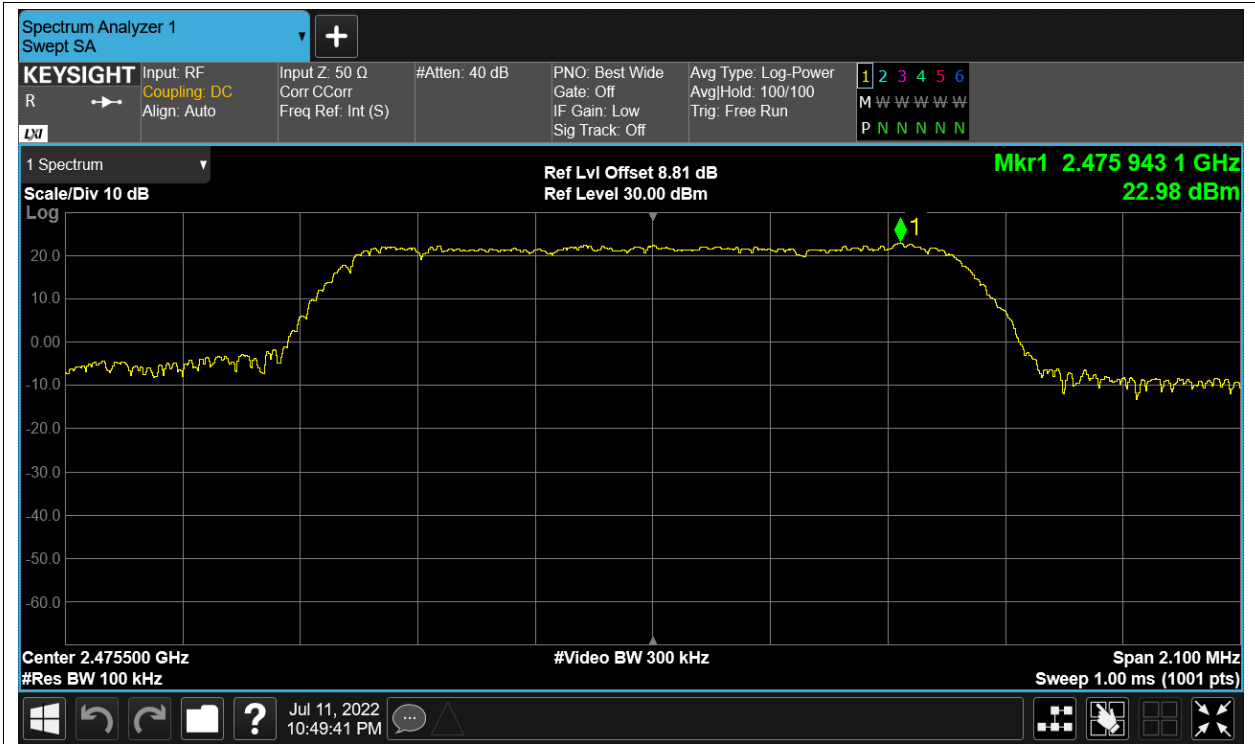 Spectrum Analyzer 1
Swept SA
+
KEYSIGHT
R
LXI
Input: RF
Coupling: DC
Align: Auto
Input Z: 50 Ω
Corr CCorr
Freq Ref: Int (S)
#Atten: 40 dB
PNO: Best Wide
Gate: Off
IF Gain: Low
Sig Track: Off
Avg Type: Log-Power
Avg|Hold: 100/100
Trig: Free Run
1 2 3 4 5 6
M W W W W W
P N N N N N
1 Spectrum
Scale/Div 10 dB
Log
Ref Lvl Offset 8.81 dB
Ref Level 30.00 dBm
Mkr1 2.475 943 1 GHz
22.98 dBm
1
20.0
10.0
0.00
-10.0
-20.0
-30.0
-40.0
-50.0
-60.0
Center 2.475500 GHz
#Res BW 100 kHz
#Video BW 300 kHz
Span 2.100 MHz
Sweep 1.00 ms (1001 pts)
?
Jul 11, 2022
10:49:41 PM